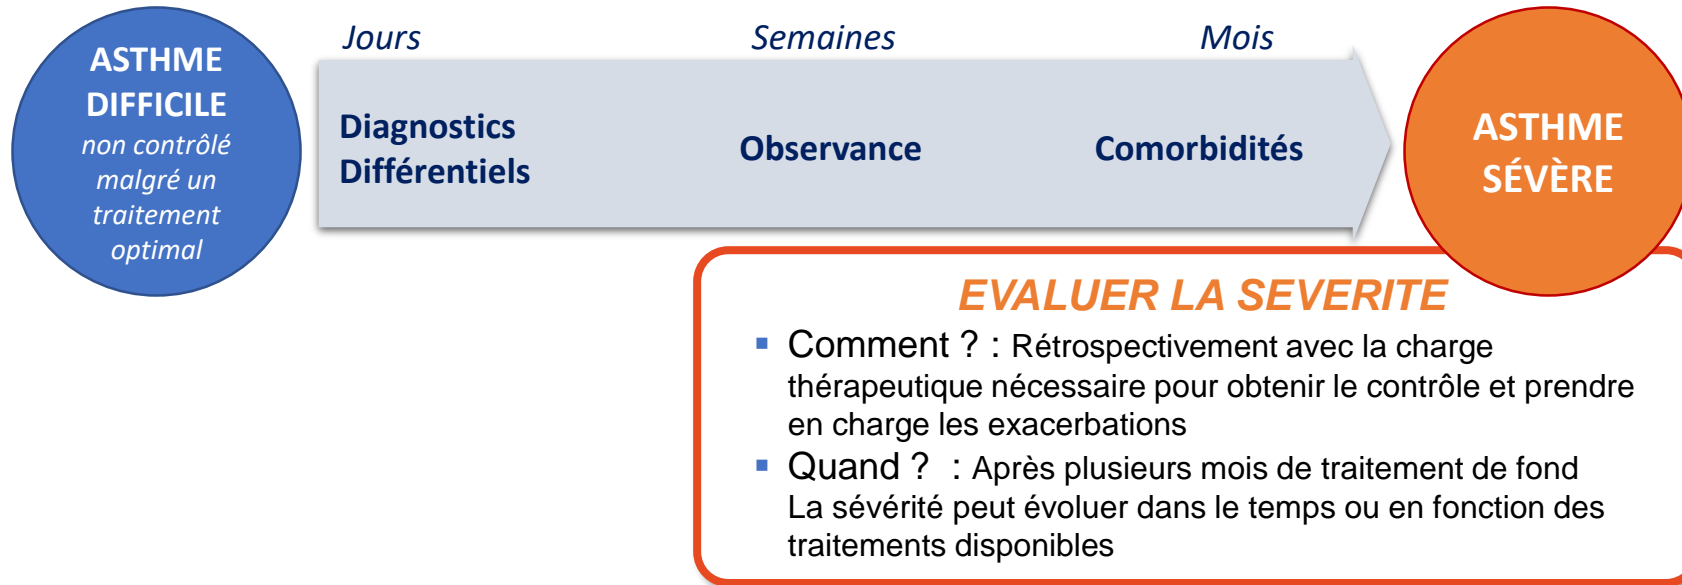 ASTHME
DIFFICILE
non contrôlé
malgré un
traitement
optimal
Jours
Semaines
Mois
Diagnostics
Différentiels
Observance
Comorbidités
ASTHME
SÉVÈRE
EVALUER LA SEVERITE
Comment ? : Rétrospectivement avec la charge
thérapeutique nécessaire pour obtenir le contrôle et prendre
en charge les exacerbations
Quand ? : Après plusieurs mois de traitement de fond
La sévérité peut évoluer dans le temps ou en fonction des
traitements disponibles